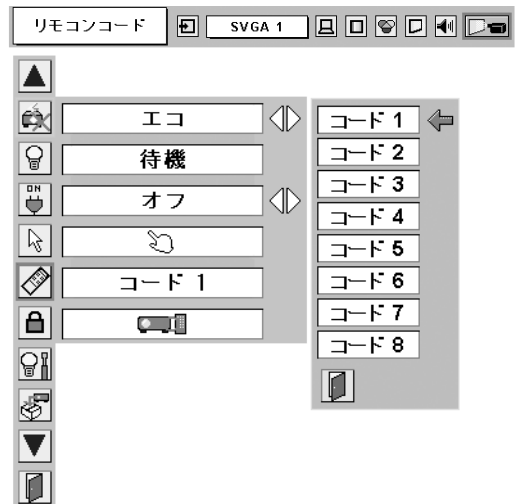 リモコンコード SVGA 1
ON
エコ
待機
オフ
コード 1
コード 1
コード 2
コード 3
コード 4
コード 5
コード 6
コード 7
コード 8